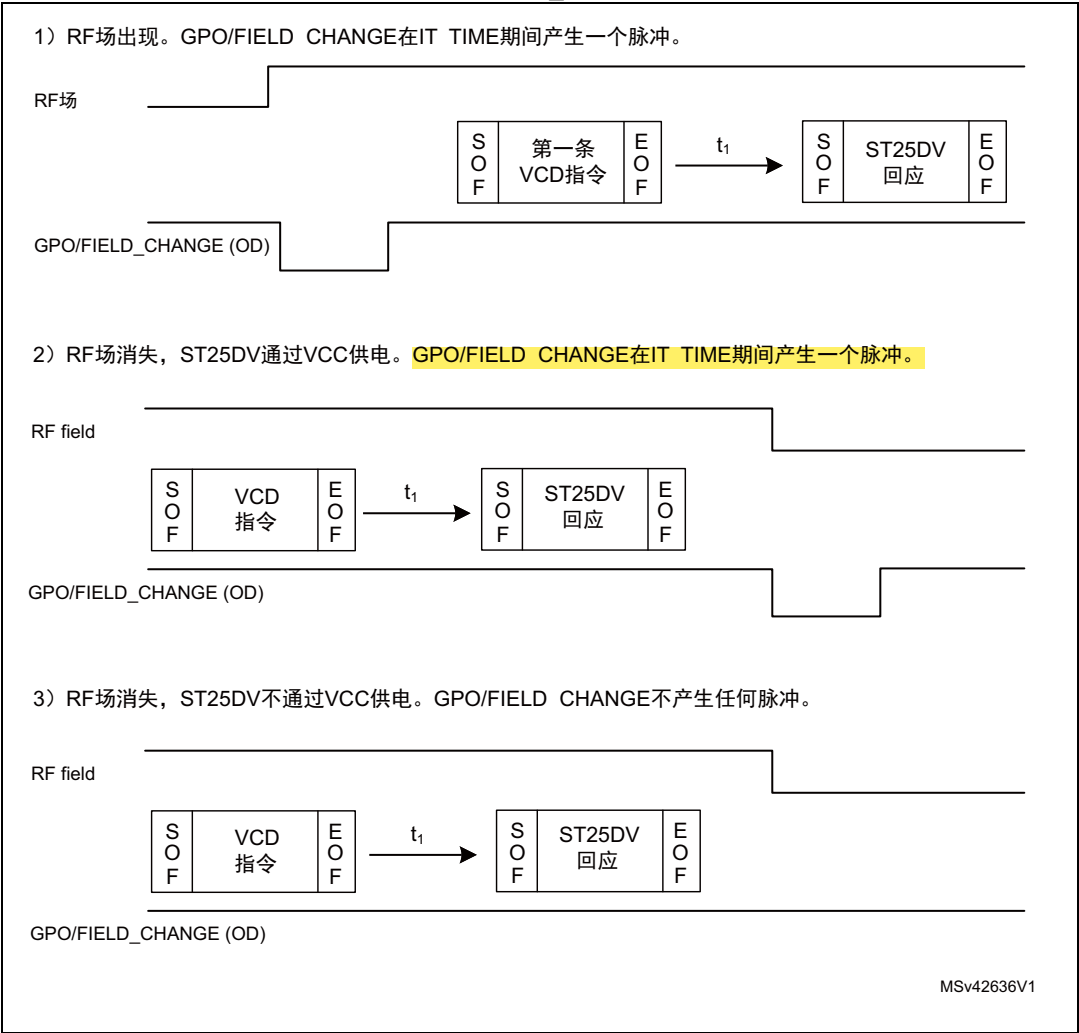 1）RF场出现。GPO/FIELD CHANGE在IT TIME期间产生一个脉冲。
RF场
S
O
F
第一条
VCD指令
E
O
F
t₁
S
O
F
ST25DV
回应
E
O
F
GPO/FIELD_CHANGE (OD)
2）RF场消失，ST25DV通过VCC供电。GPO/FIELD CHANGE在IT TIME期间产生一个脉冲。
RF field
S
O
F
VCD
指令
E
O
F
t₁
S
O
F
ST25DV
回应
E
O
F
GPO/FIELD_CHANGE (OD)
3）RF场消失，ST25DV不通过VCC供电。GPO/FIELD CHANGE不产生任何脉冲。
RF field
S
O
F
VCD
指令
E
O
F
t₁
S
O
F
ST25DV
回应
E
O
F
GPO/FIELD_CHANGE (OD)
MSv42636V1